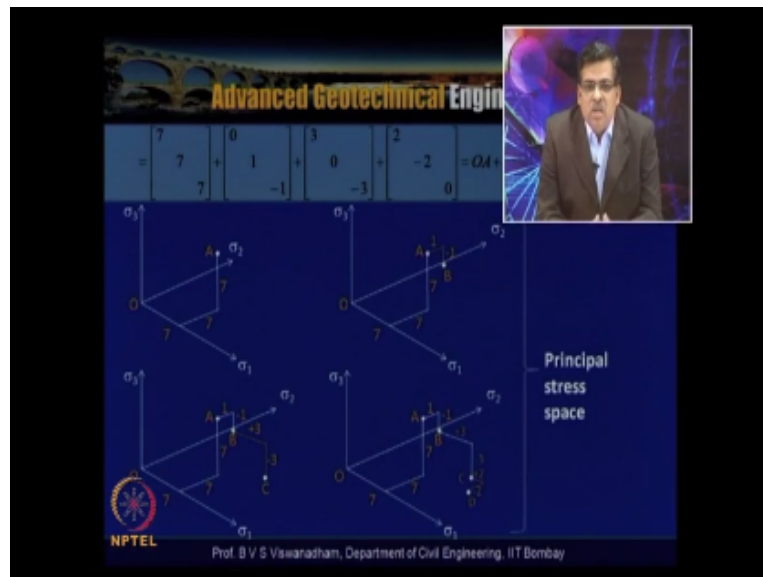 Advanced Geotechnical Engin
= [7 7 7] + [0 1 -1] + [3 0 -3] + [2 -2 0] = OA+
σ3 A σ2 O 7 7 7 σ1
σ3 A 1 -1 σ2 B O 7 7 7 σ1
σ3 A 1 -1 σ2 B +3 -3 C O 7 7 7 σ1
σ3 A 1 -1 σ2 B +3 C O 7 7 7 σ1
Principal
stress
space
NPTEL
Prof. B V S Viswanadham, Department of Civil Engineering, IIT Bombay